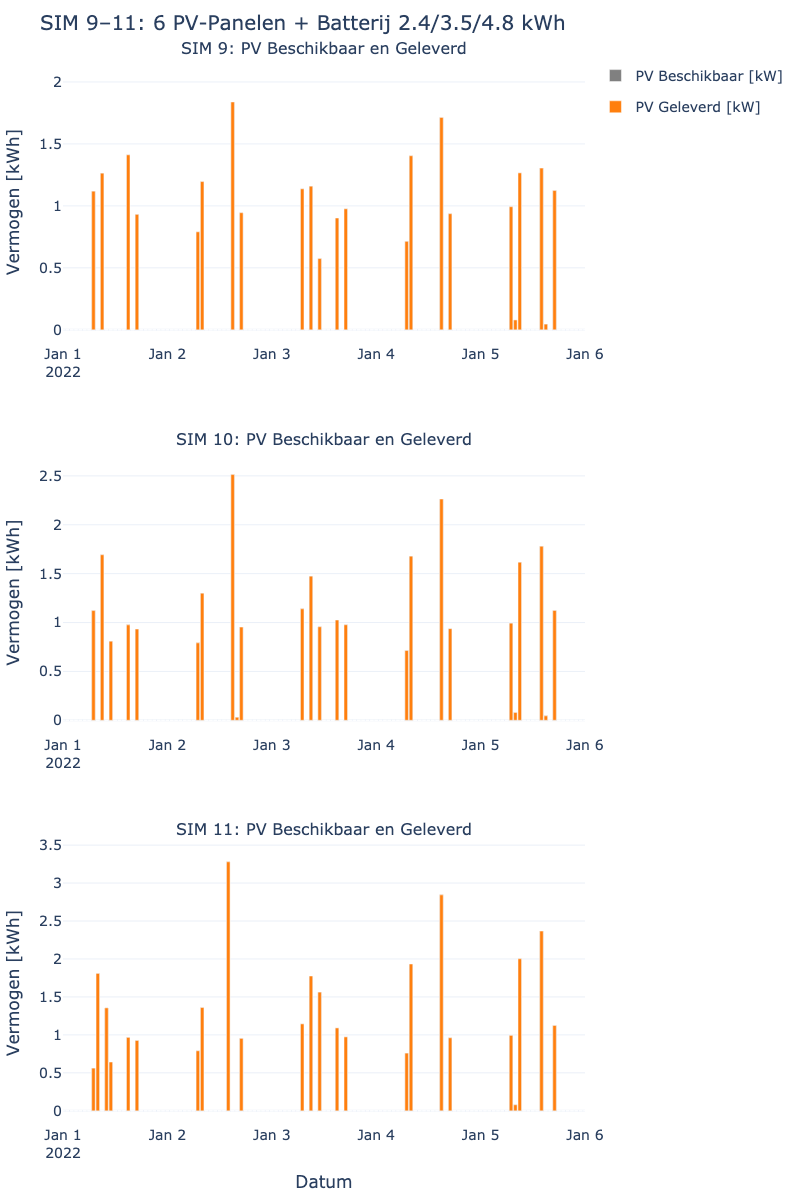 SIM 9–11: 6 PV-Panelen + Batterij 2.4/3.5/4.8 kWh
SIM 9: PV Beschikbaar en Geleverd
PV Beschikbaar [kW]
PV Geleverd [kW]
2
1.5
1
0.5
0
Vermogen [kWh]
Jan 1
2022
Jan 2
Jan 3
Jan 4
Jan 5
Jan 6
SIM 10: PV Beschikbaar en Geleverd
2.5
2
1.5
1
0.5
0
Vermogen [kWh]
Jan 1
2022
Jan 2
Jan 3
Jan 4
Jan 5
Jan 6
SIM 11: PV Beschikbaar en Geleverd
3.5
3
2.5
2
1.5
1
0.5
0
Vermogen [kWh]
Jan 1
2022
Jan 2
Jan 3
Jan 4
Jan 5
Jan 6
Datum